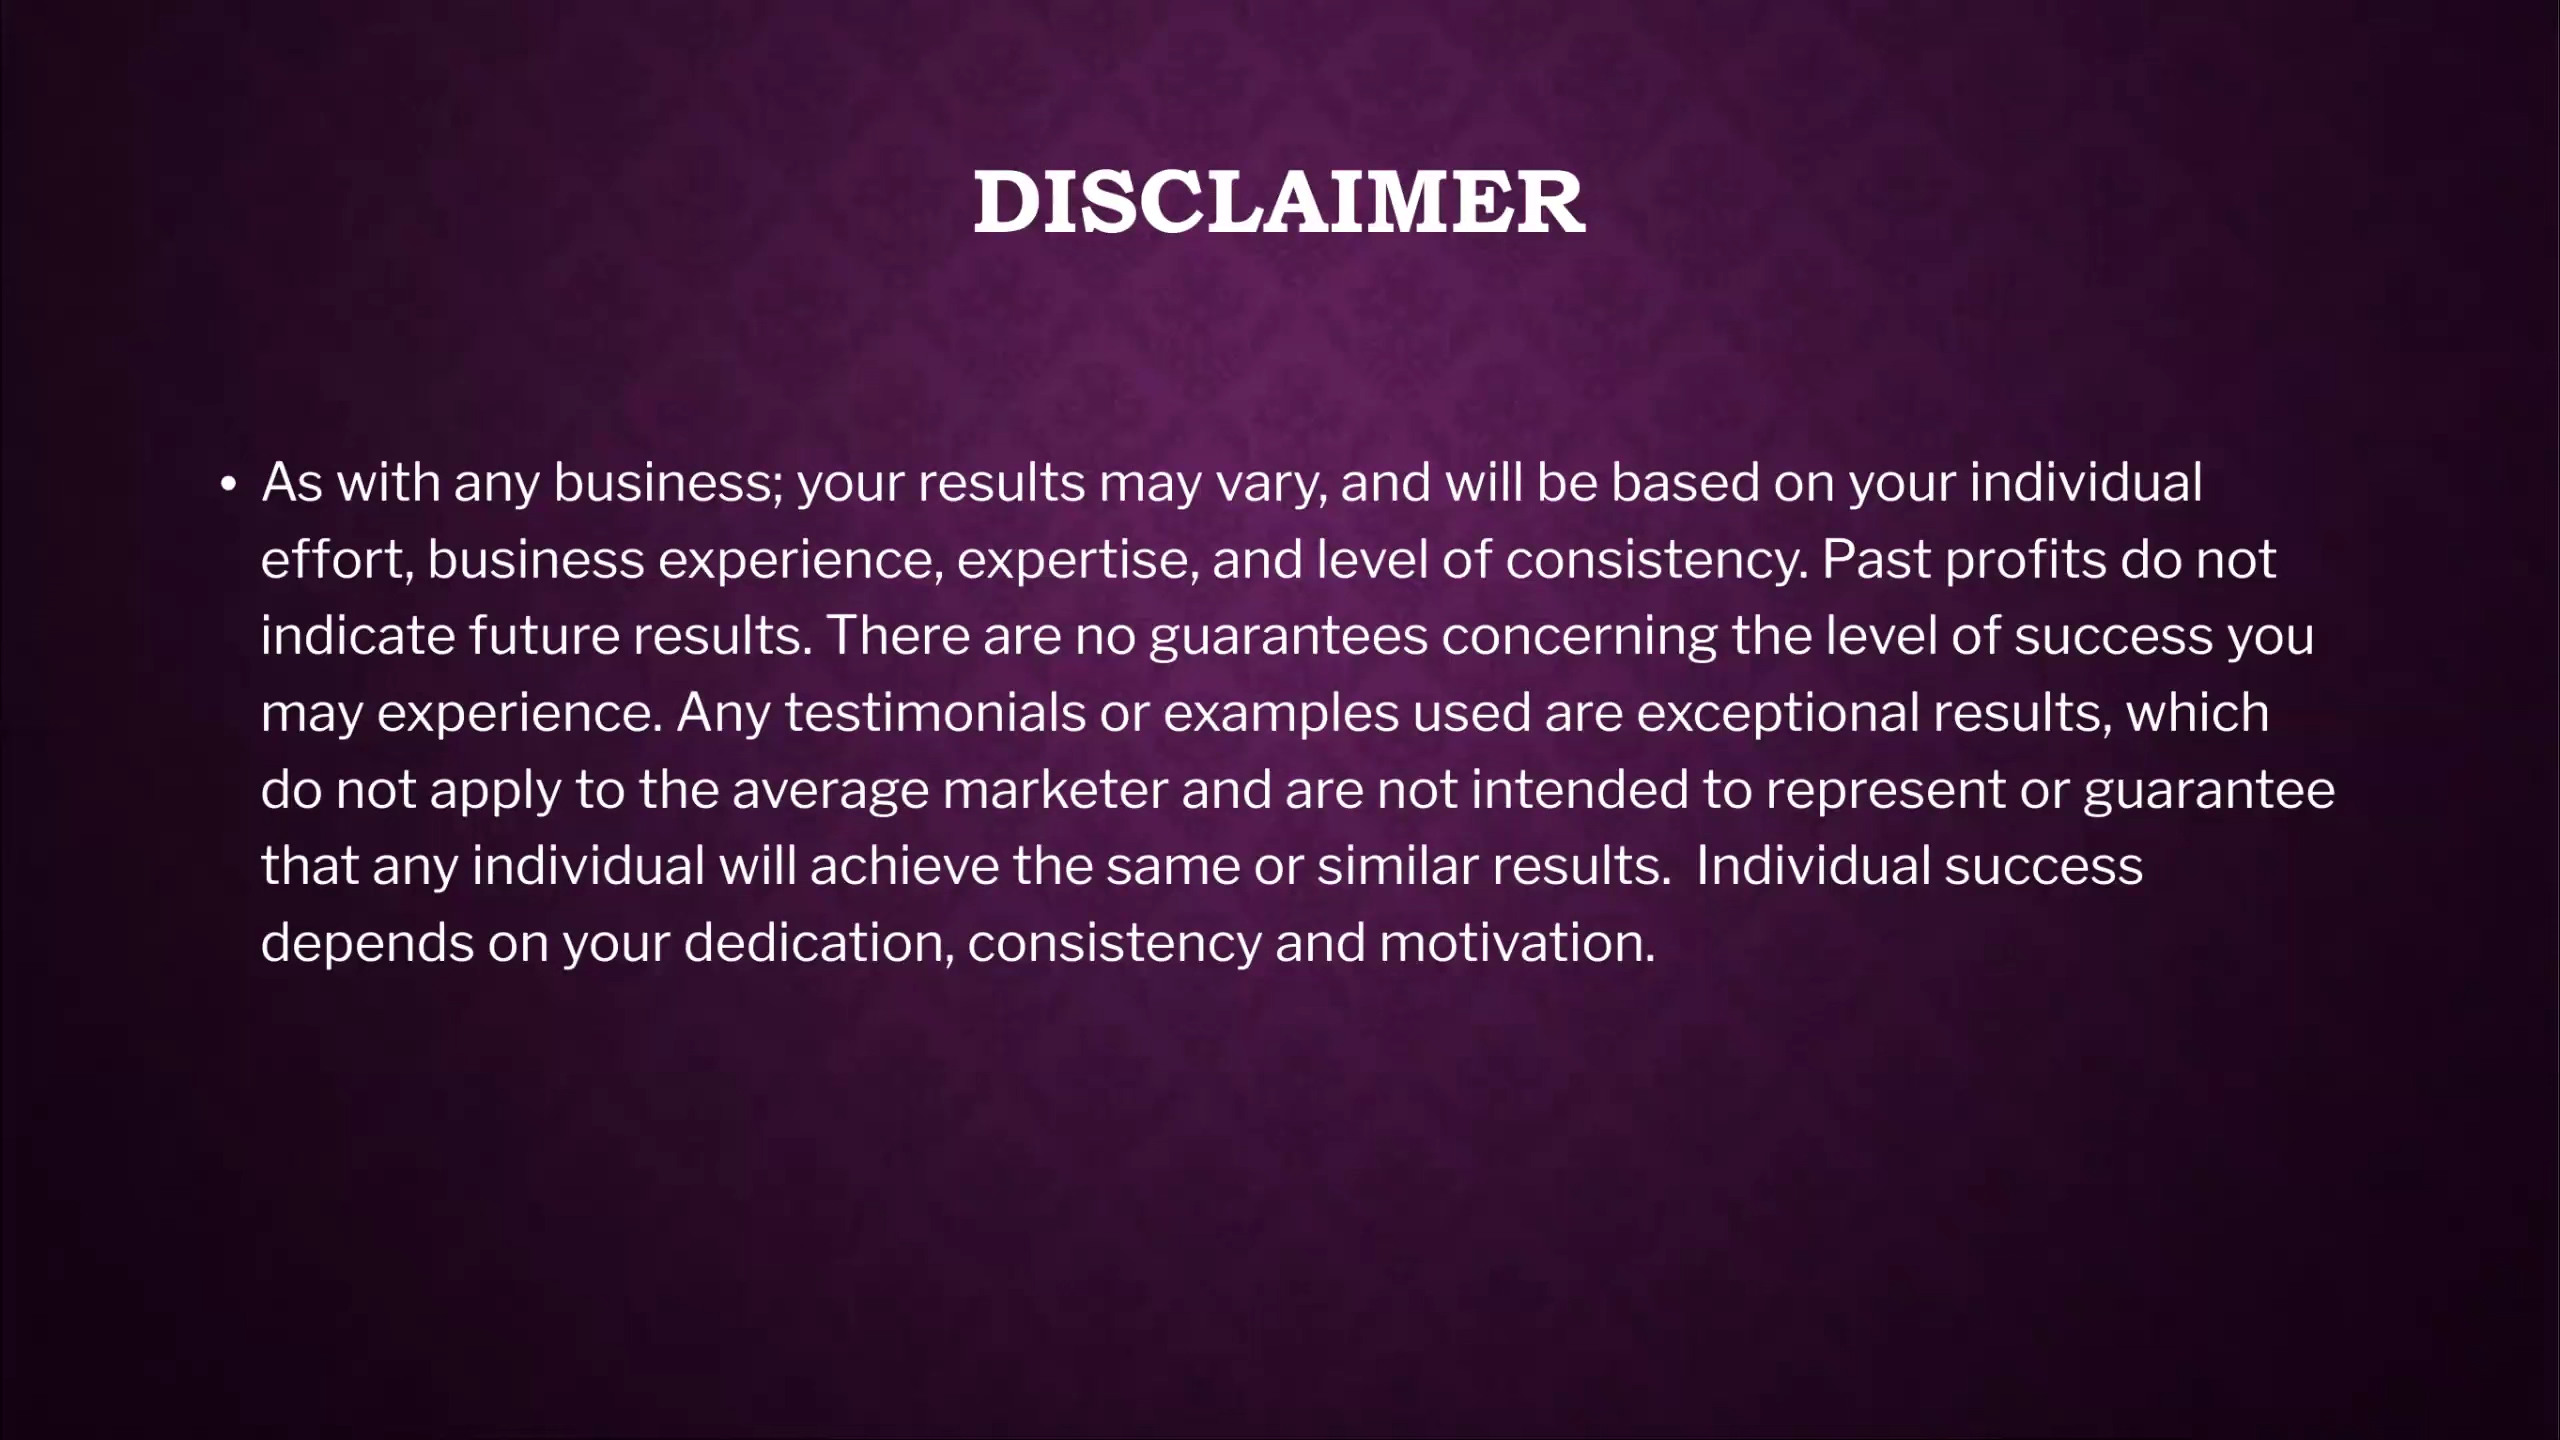 DISCLAIMER
• As with any business; your results may vary, and will be based on your individual
effort, business experience, expertise, and level of consistency. Past profits do not
indicate future results. There are no guarantees concerning the level of success you
may experience. Any testimonials or examples used are exceptional results, which
do not apply to the average marketer and are not intended to represent or guarantee
that any individual will achieve the same or similar results.  Individual success
depends on your dedication, consistency and motivation.